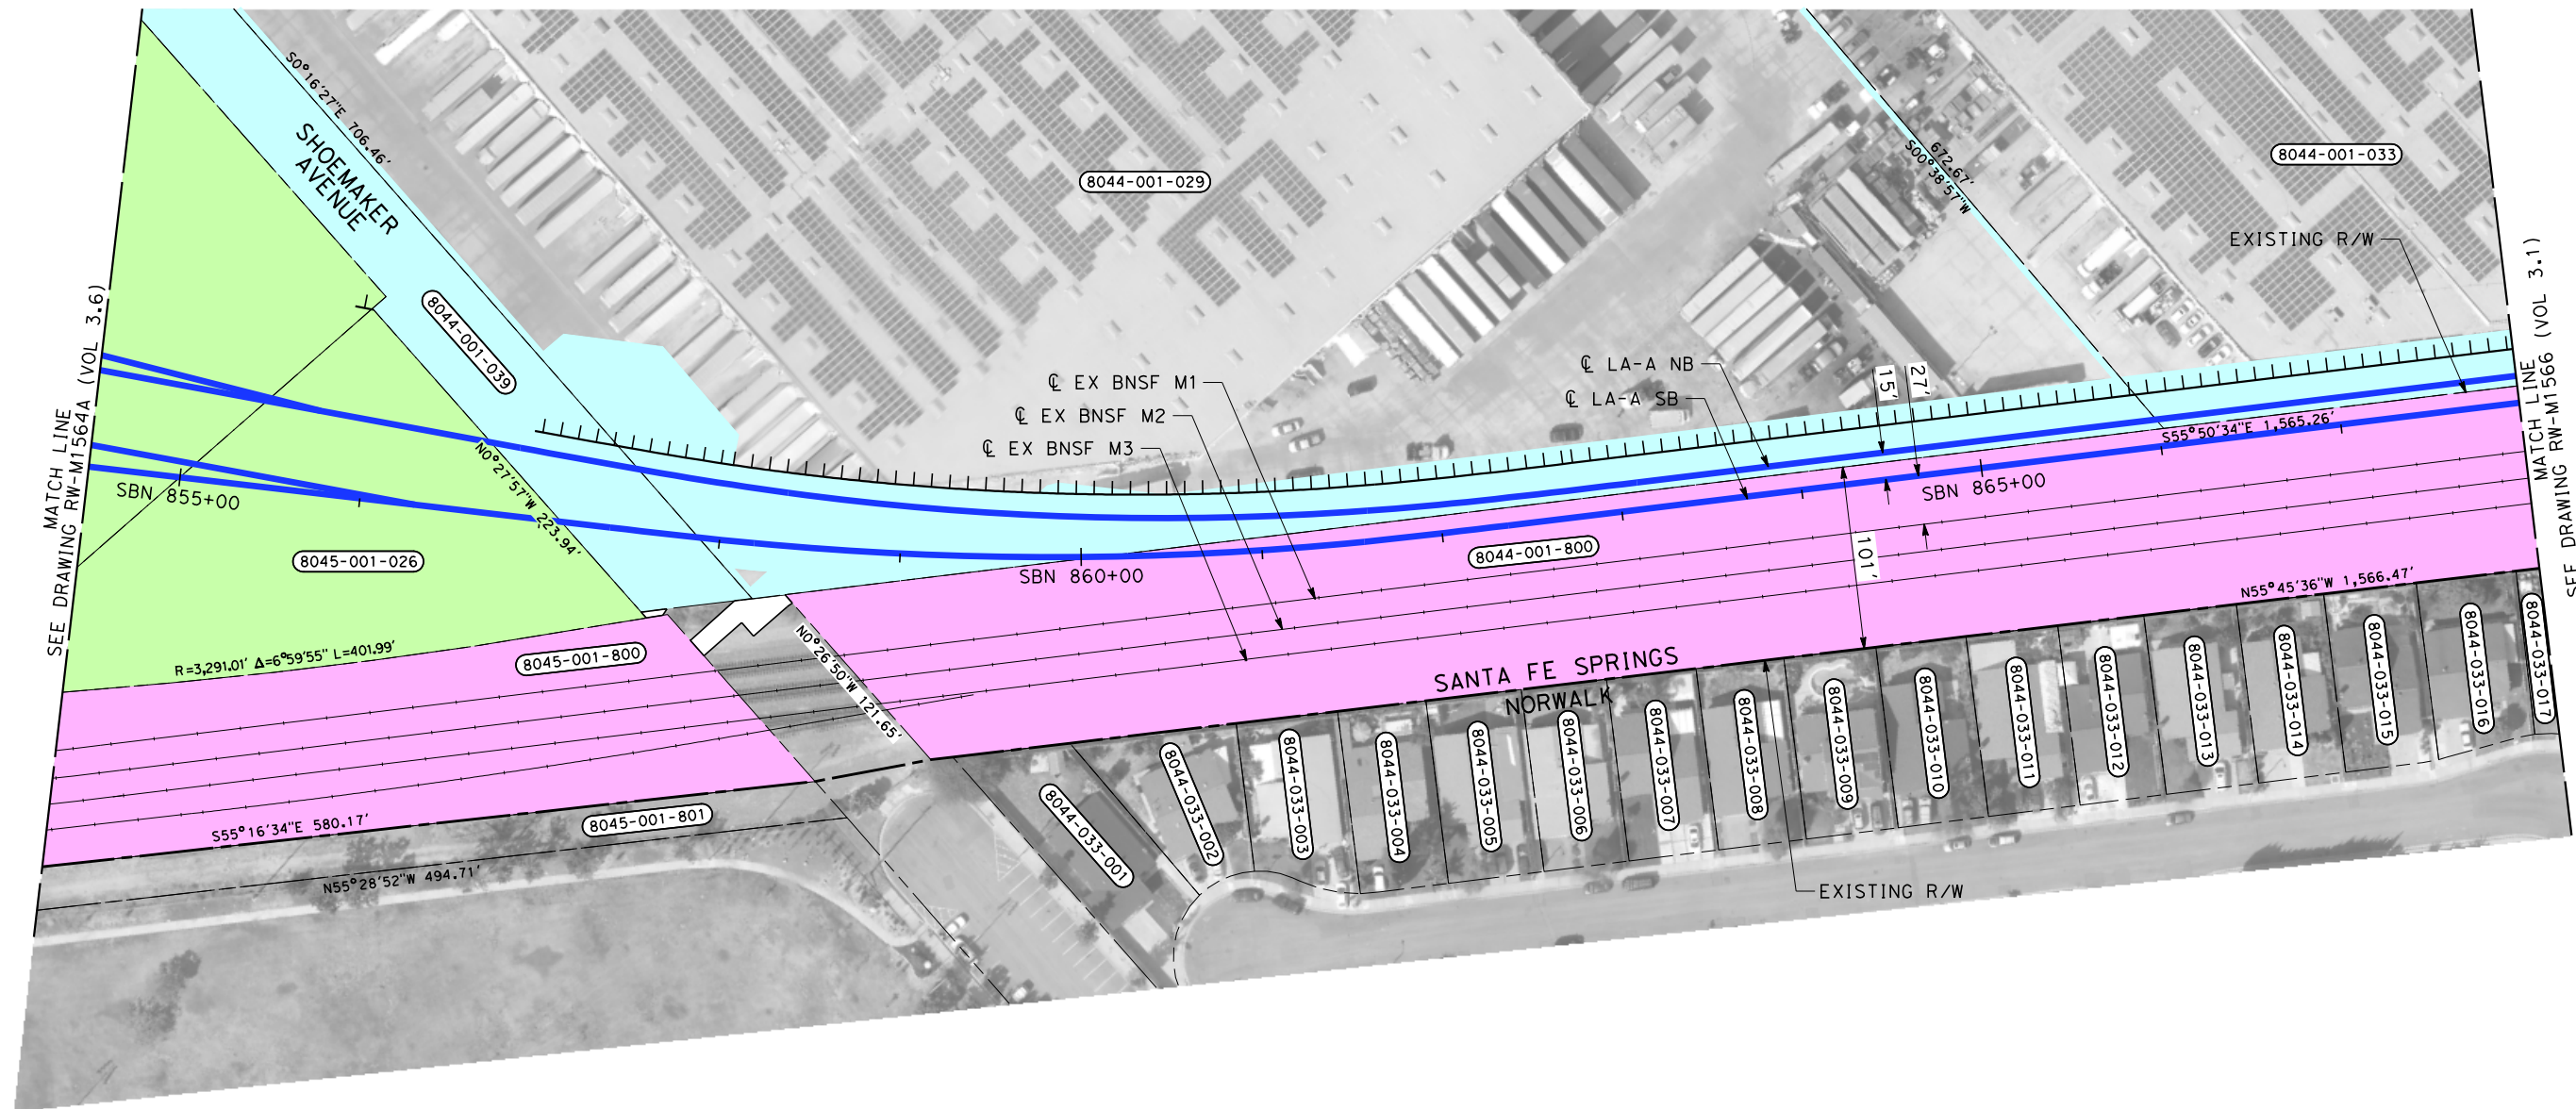 S0°16'27"E 706.46'
SHOEMAKER
AVENUE
8044-001-029
672.67'
S00°38'57"W
8044-001-033
EXISTING R/W
MATCH LINE
SEE DRAWING RW-M1564A (VOL 3.6)
MATCH LINE
SEE DRAWING RW-M1566 (VOL 3.1)
8044-001-039
℄ EX BNSF M1
℄ EX BNSF M2
℄ EX BNSF M3
℄ LA-A NB
℄ LA-A SB
15'
27'
S55°50'34"E 1,565.26'
N0°27'57"W 223.94'
SBN 855+00
SBN 860+00
SBN 865+00
8045-001-026
8044-001-800
101'
N55°45'36"W 1,566.47'
R=3,291.01' Δ=6°59'55" L=401.99'
8045-001-800
N0°26'50"W 121.65'
SANTA FE SPRINGS
NORWALK
S55°16'34"E 580.17'
8045-001-801
N55°28'52"W 494.71'
8044-033-001
8044-033-002
8044-033-003
8044-033-004
8044-033-005
8044-033-006
8044-033-007
8044-033-008
8044-033-009
8044-033-010
8044-033-011
8044-033-012
8044-033-013
8044-033-014
8044-033-015
8044-033-016
8044-033-017
EXISTING R/W